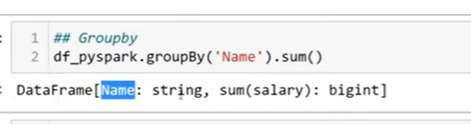 1 ## Groupby
2 df_pyspark.groupBy('Name').sum()
DataFrame[Name: string, sum(salary): bigint]